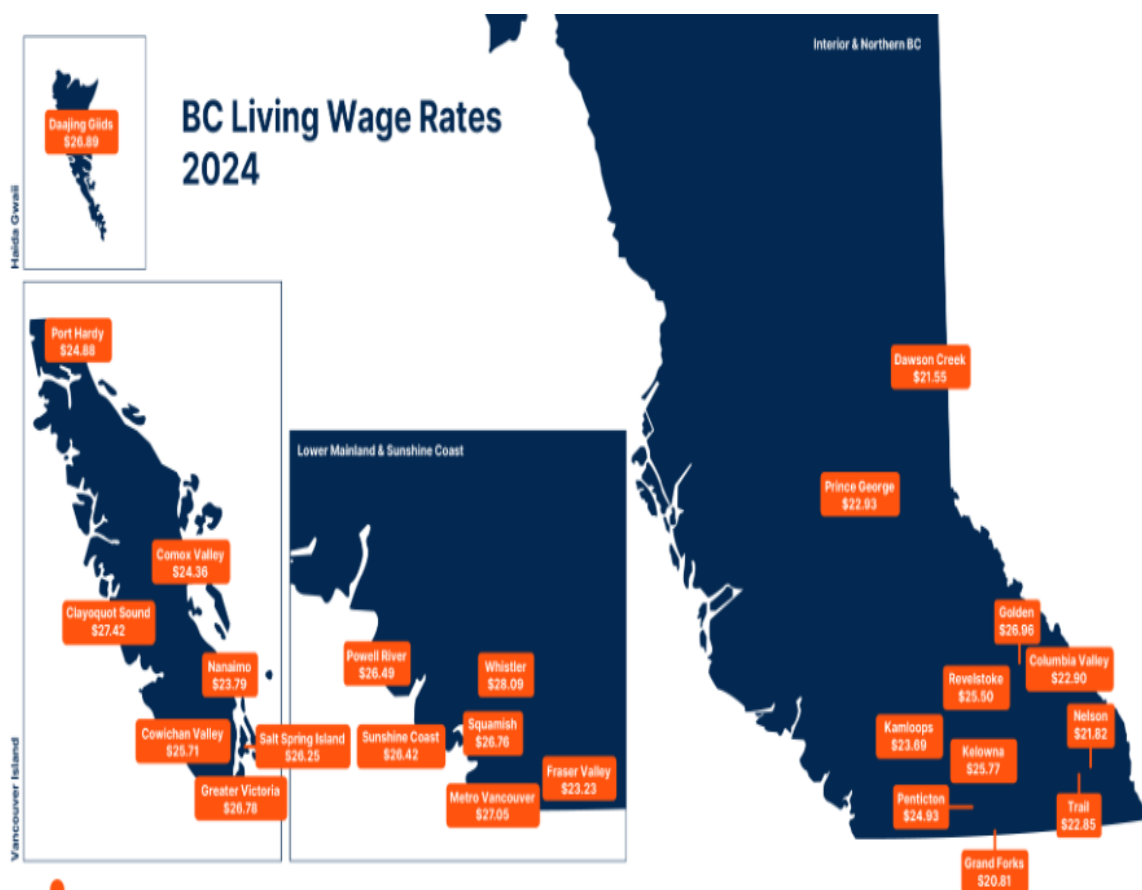 BC Living Wage Rates
2024
Haida Gwaii
Daajing Giids
$26.89
Vancouver Island
Port Hardy
$24.88
Comox Valley
$24.36
Clayoquot Sound
$27.42
Nanaimo
$23.79
Cowichan Valley
$25.71
Salt Spring Island
$26.25
Greater Victoria
$26.78
Lower Mainland & Sunshine Coast
Powell River
$26.49
Whistler
$28.09
Sunshine Coast
$26.42
Squamish
$26.76
Fraser Valley
$23.23
Metro Vancouver
$27.05
Interior & Northern BC
Dawson Creek
$21.55
Prince George
$22.93
Golden
$26.96
Columbia Valley
$22.90
Revelstoke
$25.50
Nelson
$21.82
Kamloops
$23.69
Kelowna
$25.77
Penticton
$24.93
Trail
$22.85
Grand Forks
$20.81